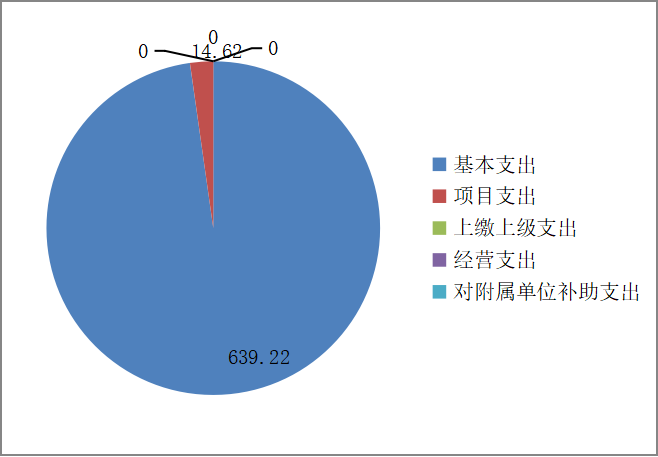 0
0
14.62
0
639.22
基本支出
项目支出
上缴上级支出
经营支出
对附属单位补助支出